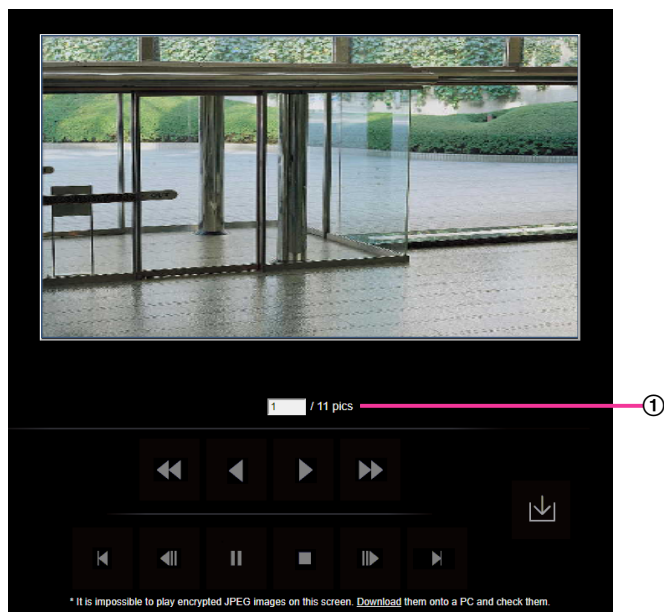 1 / 11 pics
①
* It is impossible to play encrypted JPEG images on this screen. Download them onto a PC and check them.